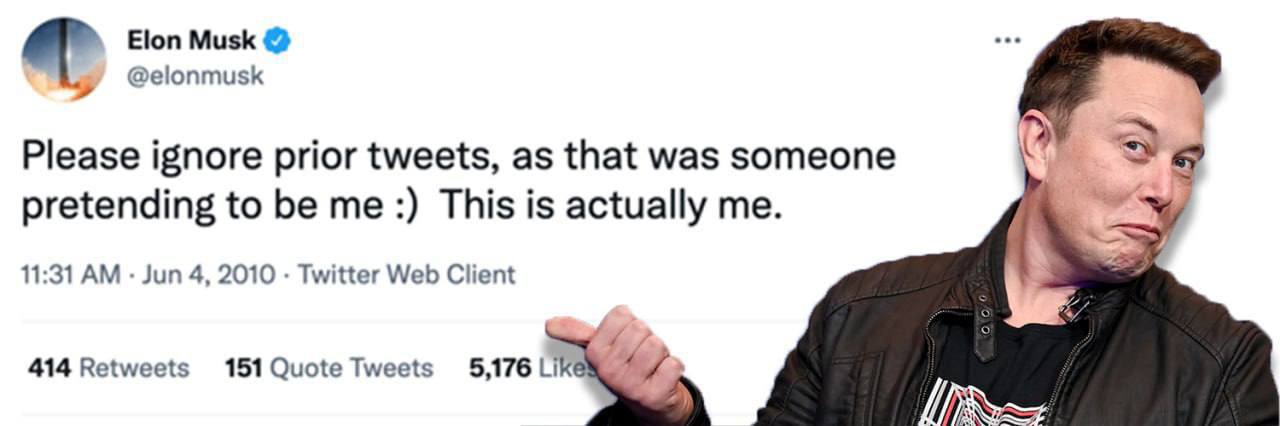 Elon Musk
@elonmusk
Please ignore prior tweets, as that was someone
pretending to be me :) This is actually me.
11:31 AM · Jun 4, 2010 · Twitter Web Client
414 Retweets 151 Quote Tweets 5,176 Likes